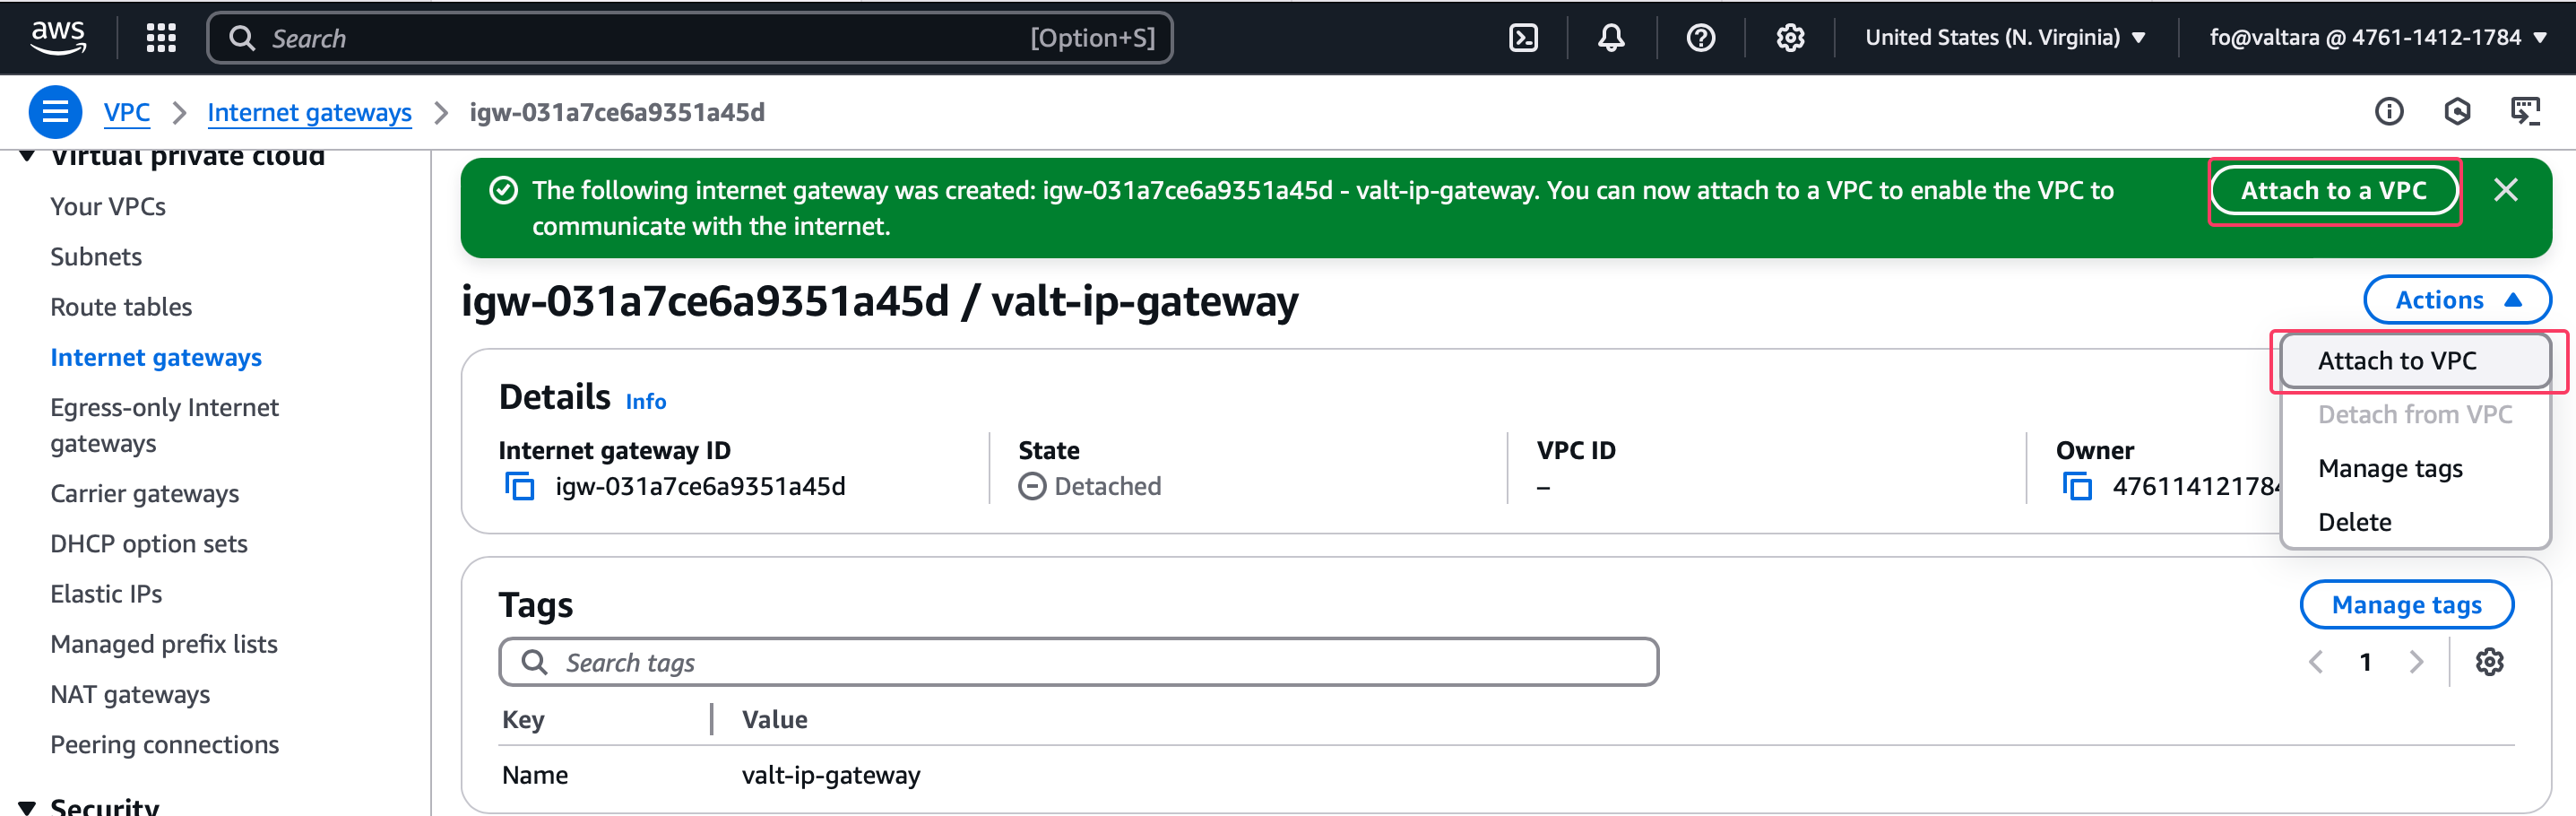 aws
Search
[Option+S]
United States (N. Virginia)
fo@valtara @ 4761-1412-1784
VPC
Internet gateways
igw-031a7ce6a9351a45d
Virtual private cloud
Your VPCs
Subnets
Route tables
Internet gateways
Egress-only Internet
gateways
Carrier gateways
DHCP option sets
Elastic IPs
Managed prefix lists
NAT gateways
Peering connections
Security
The following internet gateway was created: igw-031a7ce6a9351a45d - valt-ip-gateway. You can now attach to a VPC to enable the VPC to
communicate with the internet.
Attach to a VPC
igw-031a7ce6a9351a45d / valt-ip-gateway
Actions
Attach to VPC
Detach from VPC
Manage tags
Delete
Details Info
Internet gateway ID
igw-031a7ce6a9351a45d
State
Detached
VPC ID
–
Owner
476114121784
Tags
Manage tags
Search tags
1
Key
Value
Name
valt-ip-gateway